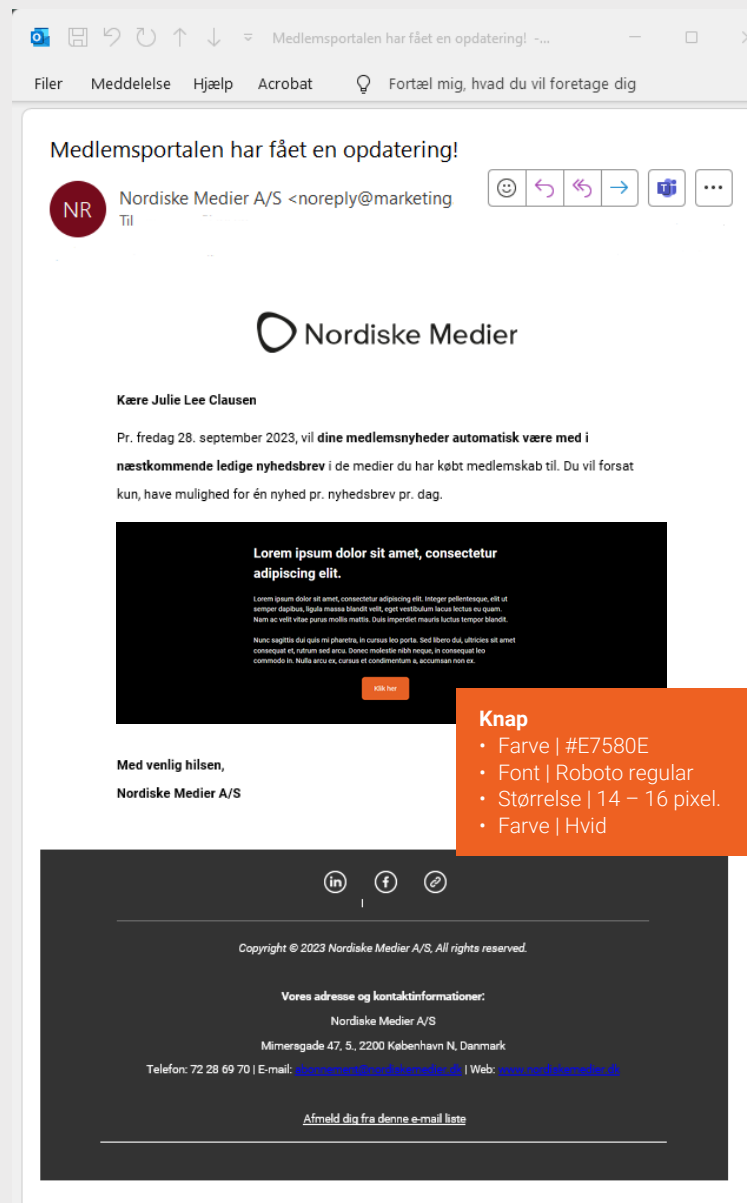 Medlemsportalen har fået en opdatering! -...
Filer Meddelelse Hjælp Acrobat Fortæl mig, hvad du vil foretage dig
Medlemsportalen har fået en opdatering!
NR
Nordiske Medier A/S <noreply@marketing
Til
Nordiske Medier
Kære Julie Lee Clausen
Pr. fredag 28. september 2023, vil dine medlemsnyheder automatisk være med i
næstkommende ledige nyhedsbrev i de medier du har købt medlemskab til. Du vil forsat
kun, have mulighed for én nyhed pr. nyhedsbrev pr. dag.
Lorem ipsum dolor sit amet, consectetur
adipiscing elit.
Lorem ipsum dolor sit amet, consectetur adipiscing elit. Integer pellentesque, elit ut
semper dapibus, ligula massa blandit velit, eget vestibulum lacus lectus eu quam.
Nam ac velit vitae purus mollis mattis. Duis imperdiet mauris luctus tempor blandit.
Nunc sagittis dui quis mi pharetra, in cursus leo porta. Sed libero dui, ultricies sit amet
consequat et, rutrum sed arcu. Donec molestie nibh neque, in consequat leo
commodo in. Nulla arcu ex, cursus et condimentum a, accumsan non ex.
Klik her
Knap
• Farve | #E7580E
• Font | Roboto regular
• Størrelse | 14 – 16 pixel.
• Farve | Hvid
Med venlig hilsen,
Nordiske Medier A/S
in f
Copyright © 2023 Nordiske Medier A/S, All rights reserved.
Vores adresse og kontaktinformationer:
Nordiske Medier A/S
Mimersgade 47, 5., 2200 København N, Danmark
Telefon: 72 28 69 70 | E-mail: abonnement@nordiskemedier.dk | Web: www.nordiskemedier.dk
Afmeld dig fra denne e-mail liste